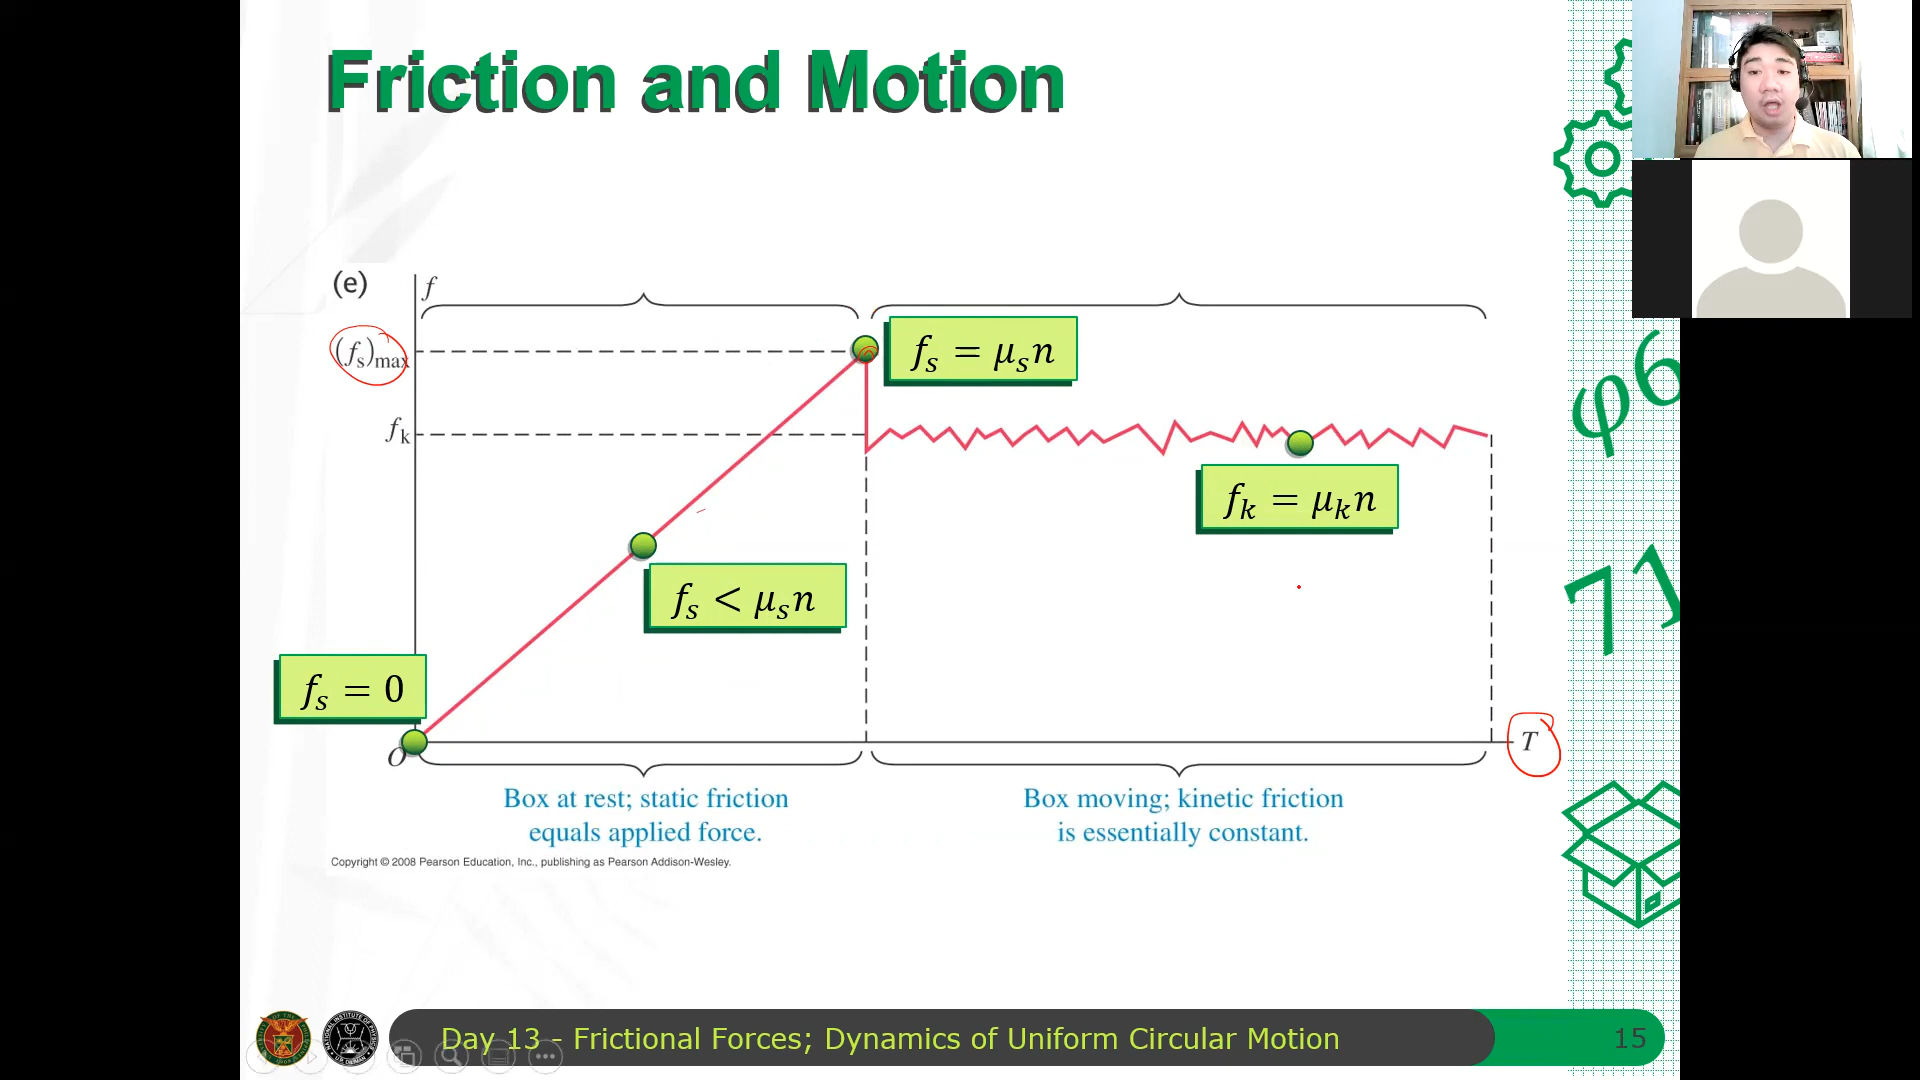 Friction and Motion
(e)
f
(fs)max
fs = μsn
fk
fk = μkn
fs < μsn
fs = 0
O
T
Box at rest; static friction
equals applied force.
Box moving; kinetic friction
is essentially constant.
Copyright © 2008 Pearson Education, Inc., publishing as Pearson Addison-Wesley.
φ6
71
Day 13 - Frictional Forces; Dynamics of Uniform Circular Motion
15